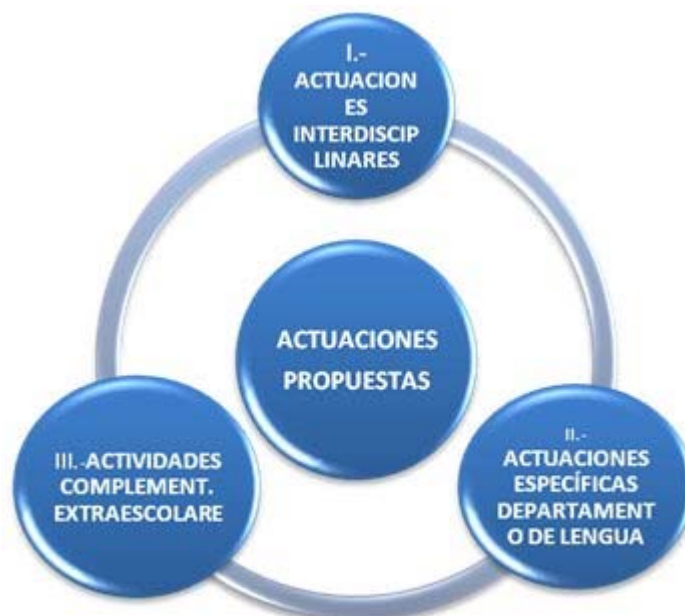 I.-
ACTUACION
ES
INTERDISCIP
LINARES
ACTUACIONES
PROPUESTAS
II.-
ACTUACIONES
ESPECÍFICAS
DEPARTAMENT
O DE LENGUA
III.-ACTIVIDADES
COMPLEMENT.
EXTRAESCOLARE